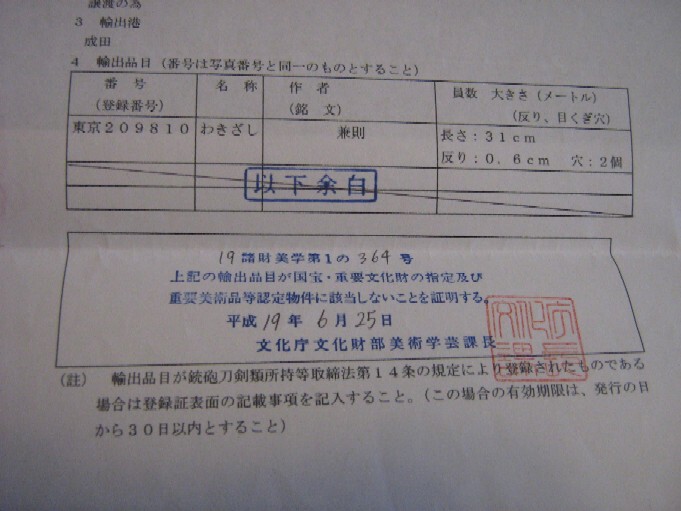 譲渡の為
3 輸出港
成田
4 輸出品目(番号は写真番号と同一のものとすること)
番号
(登録番号)
名称
作者
(銘文)
員数 大きさ(メートル)
(反り、目くぎ穴)
東京209810
わきざし
兼則
長さ:31cm
反り:0.6cm 穴:2個
以下余白
19 諸財美学第1の 364 号
上記の輸出品目が国宝・重要文化財の指定及び
重要美術品等認定物件に該当しないことを証明する。
平成 19 年 6 月 25 日
文化庁文化財部美術学芸課長
(註) 輸出品目が銃砲刀剣類所持等取締法第14条の規定により登録されたものである
場合は登録証表面の記載事項を記入すること。(この場合の有効期限は、発行の日
から30日以内とすること)